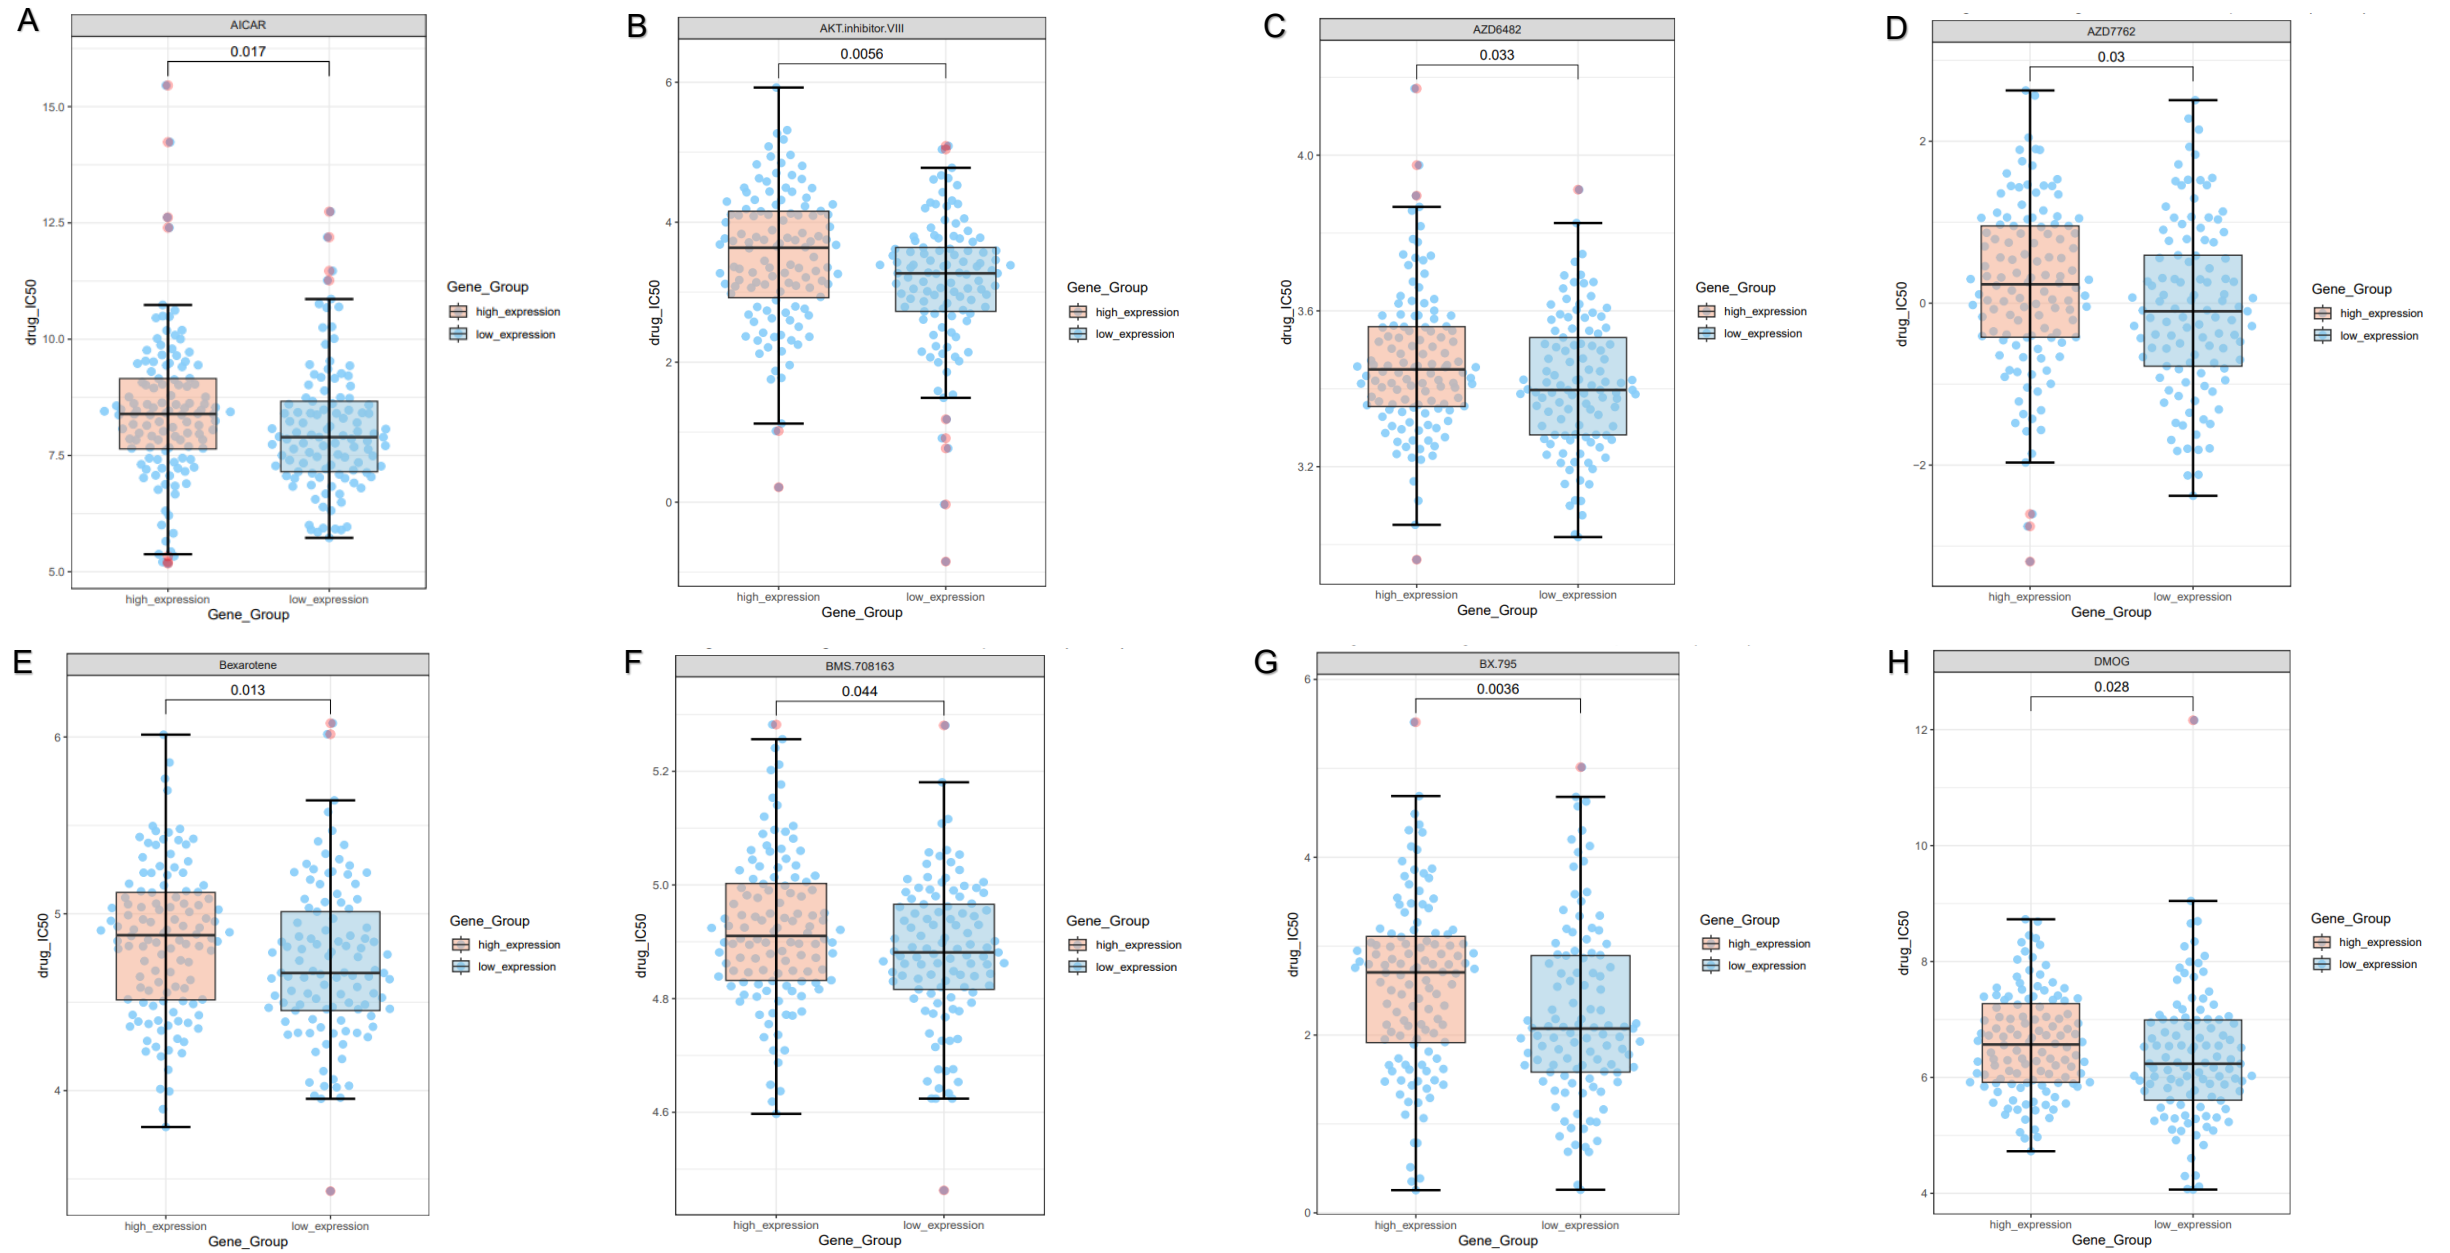 A
AICAR
0.017
15.0
12.5
10.0
7.5
5.0
drug_IC50
high_expression low_expression
Gene_Group
Gene_Group
high_expression
low_expression
B
AKT.inhibitor.VIII
0.0056
6
4
2
0
drug_IC50
high_expression low_expression
Gene_Group
Gene_Group
high_expression
low_expression
C
AZD6482
0.033
4.0
3.6
3.2
drug_IC50
high_expression low_expression
Gene_Group
Gene_Group
high_expression
low_expression
D
AZD7762
0.03
2
0
−2
drug_IC50
high_expression low_expression
Gene_Group
Gene_Group
high_expression
low_expression
E
Bexarotene
0.013
6
5
4
drug_IC50
high_expression low_expression
Gene_Group
Gene_Group
high_expression
low_expression
F
BMS.708163
0.044
5.2
5.0
4.8
4.6
drug_IC50
high_expression low_expression
Gene_Group
Gene_Group
high_expression
low_expression
G
BX.795
0.0036
6
4
2
0
drug_IC50
high_expression low_expression
Gene_Group
Gene_Group
high_expression
low_expression
H
DMOG
0.028
12
10
8
6
4
drug_IC50
high_expression low_expression
Gene_Group
Gene_Group
high_expression
low_expression